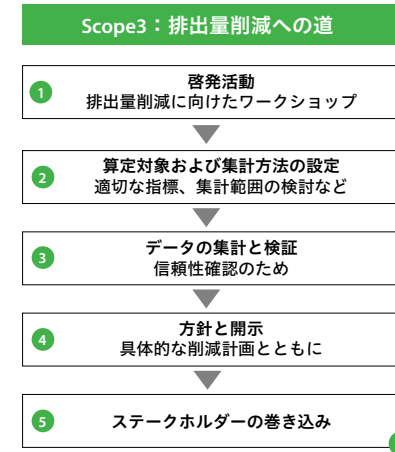 Scope3：排出量削減への道
1
啓発活動
排出量削減に向けたワークショップ
2
算定対象および集計方法の設定
適切な指標、集計範囲の検討など
3
データの集計と検証
信頼性確認のため
4
方針と開示
具体的な削減計画とともに
5
ステークホルダーの巻き込み